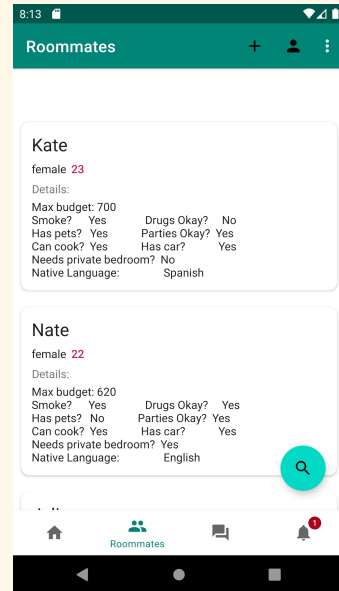 8:13
Roommates
Kate
female 23
Details:
Max budget: 700
Smoke? Yes Drugs Okay? No
Has pets? Yes Parties Okay? Yes
Can cook? Yes Has car? Yes
Needs private bedroom? No
Native Language: Spanish
Nate
female 22
Details:
Max budget: 620
Smoke? Yes Drugs Okay? Yes
Has pets? No Parties Okay? Yes
Can cook? Yes Has car? Yes
Needs private bedroom? Yes
Native Language: English
1
Roommates